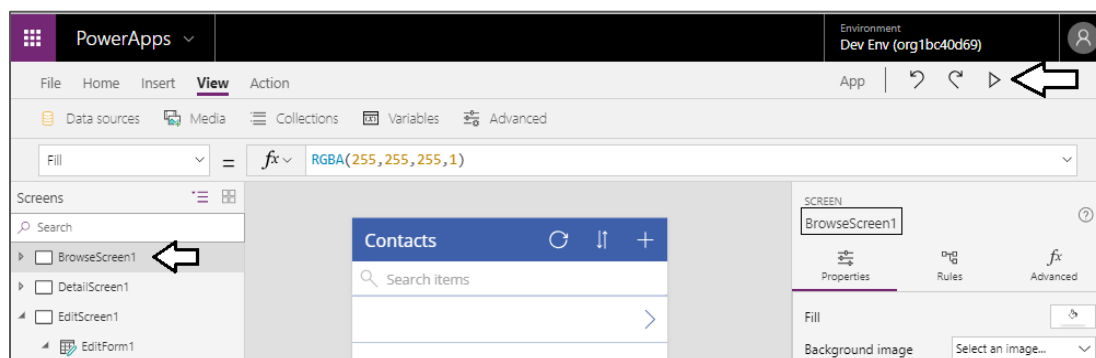 PowerApps
Environment
Dev Env (org1bc40d69)
File Home Insert View Action App
Data sources Media Collections Variables Advanced
Fill = fx RGBA(255,255,255,1)
Screens
Search
BrowseScreen1
DetailScreen1
EditScreen1
EditForm1
Contacts
Search items
SCREEN
BrowseScreen1
Properties Rules fx Advanced
Fill
Background image Select an image...